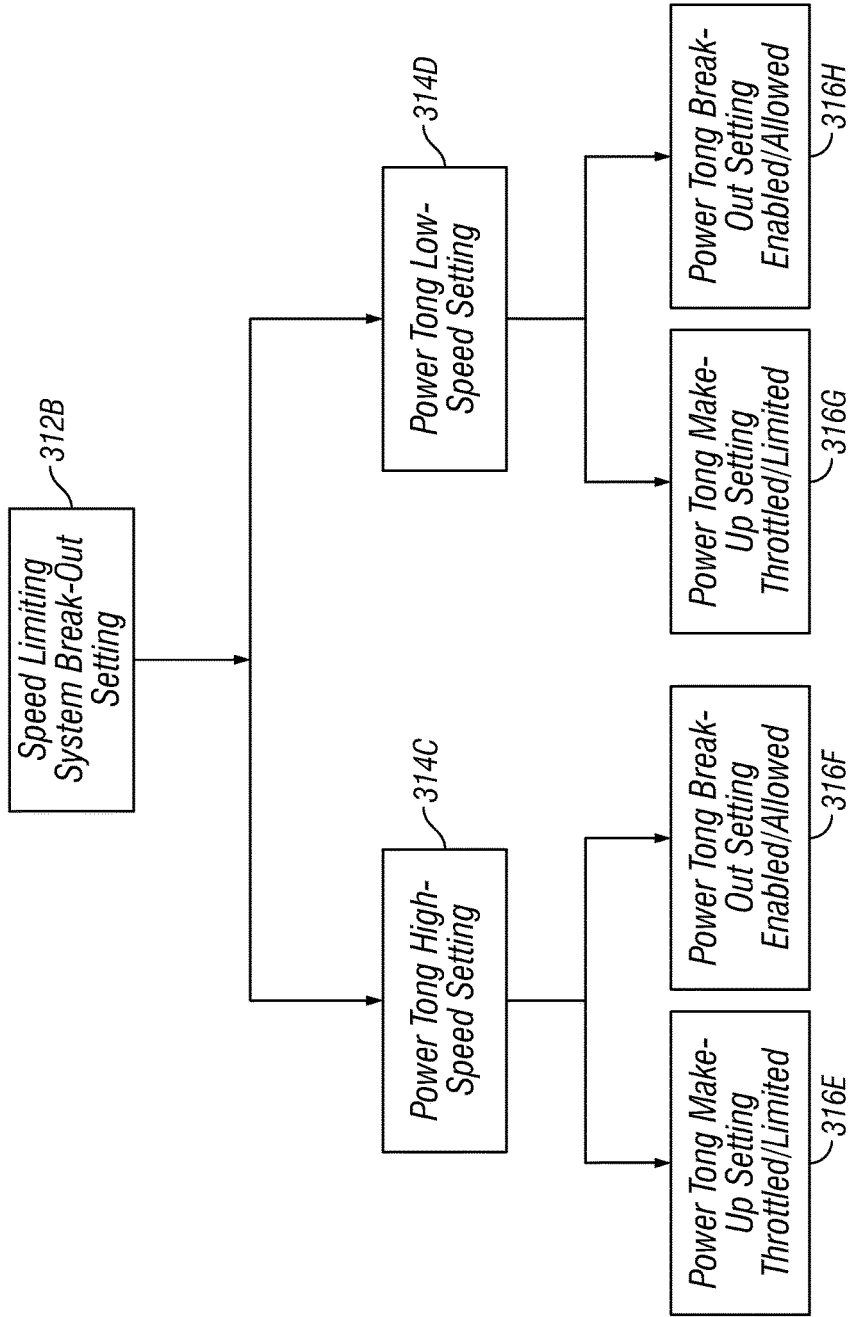 Speed Limiting
System Break-Out
Setting
312B
Power Tong High-
Speed Setting
314C
Power Tong Low-
Speed Setting
314D
Power Tong Make-
Up Setting
Throttled/Limited
316E
Power Tong Break-
Out Setting
Enabled/Allowed
316F
Power Tong Make-
Up Setting
Throttled/Limited
316G
Power Tong Break-
Out Setting
Enabled/Allowed
316H